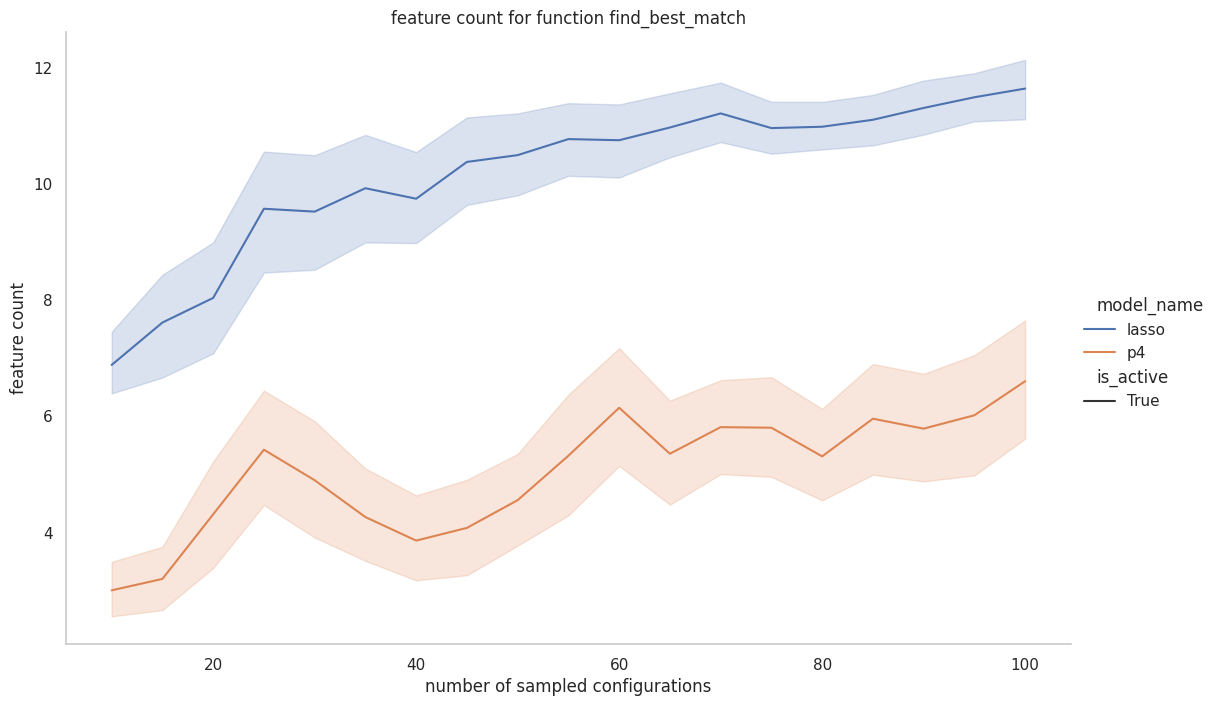 feature count for function find_best_match
12
10
8
6
4
feature count
20
40
60
80
100
number of sampled configurations
model_name
lasso
p4
is_active
True